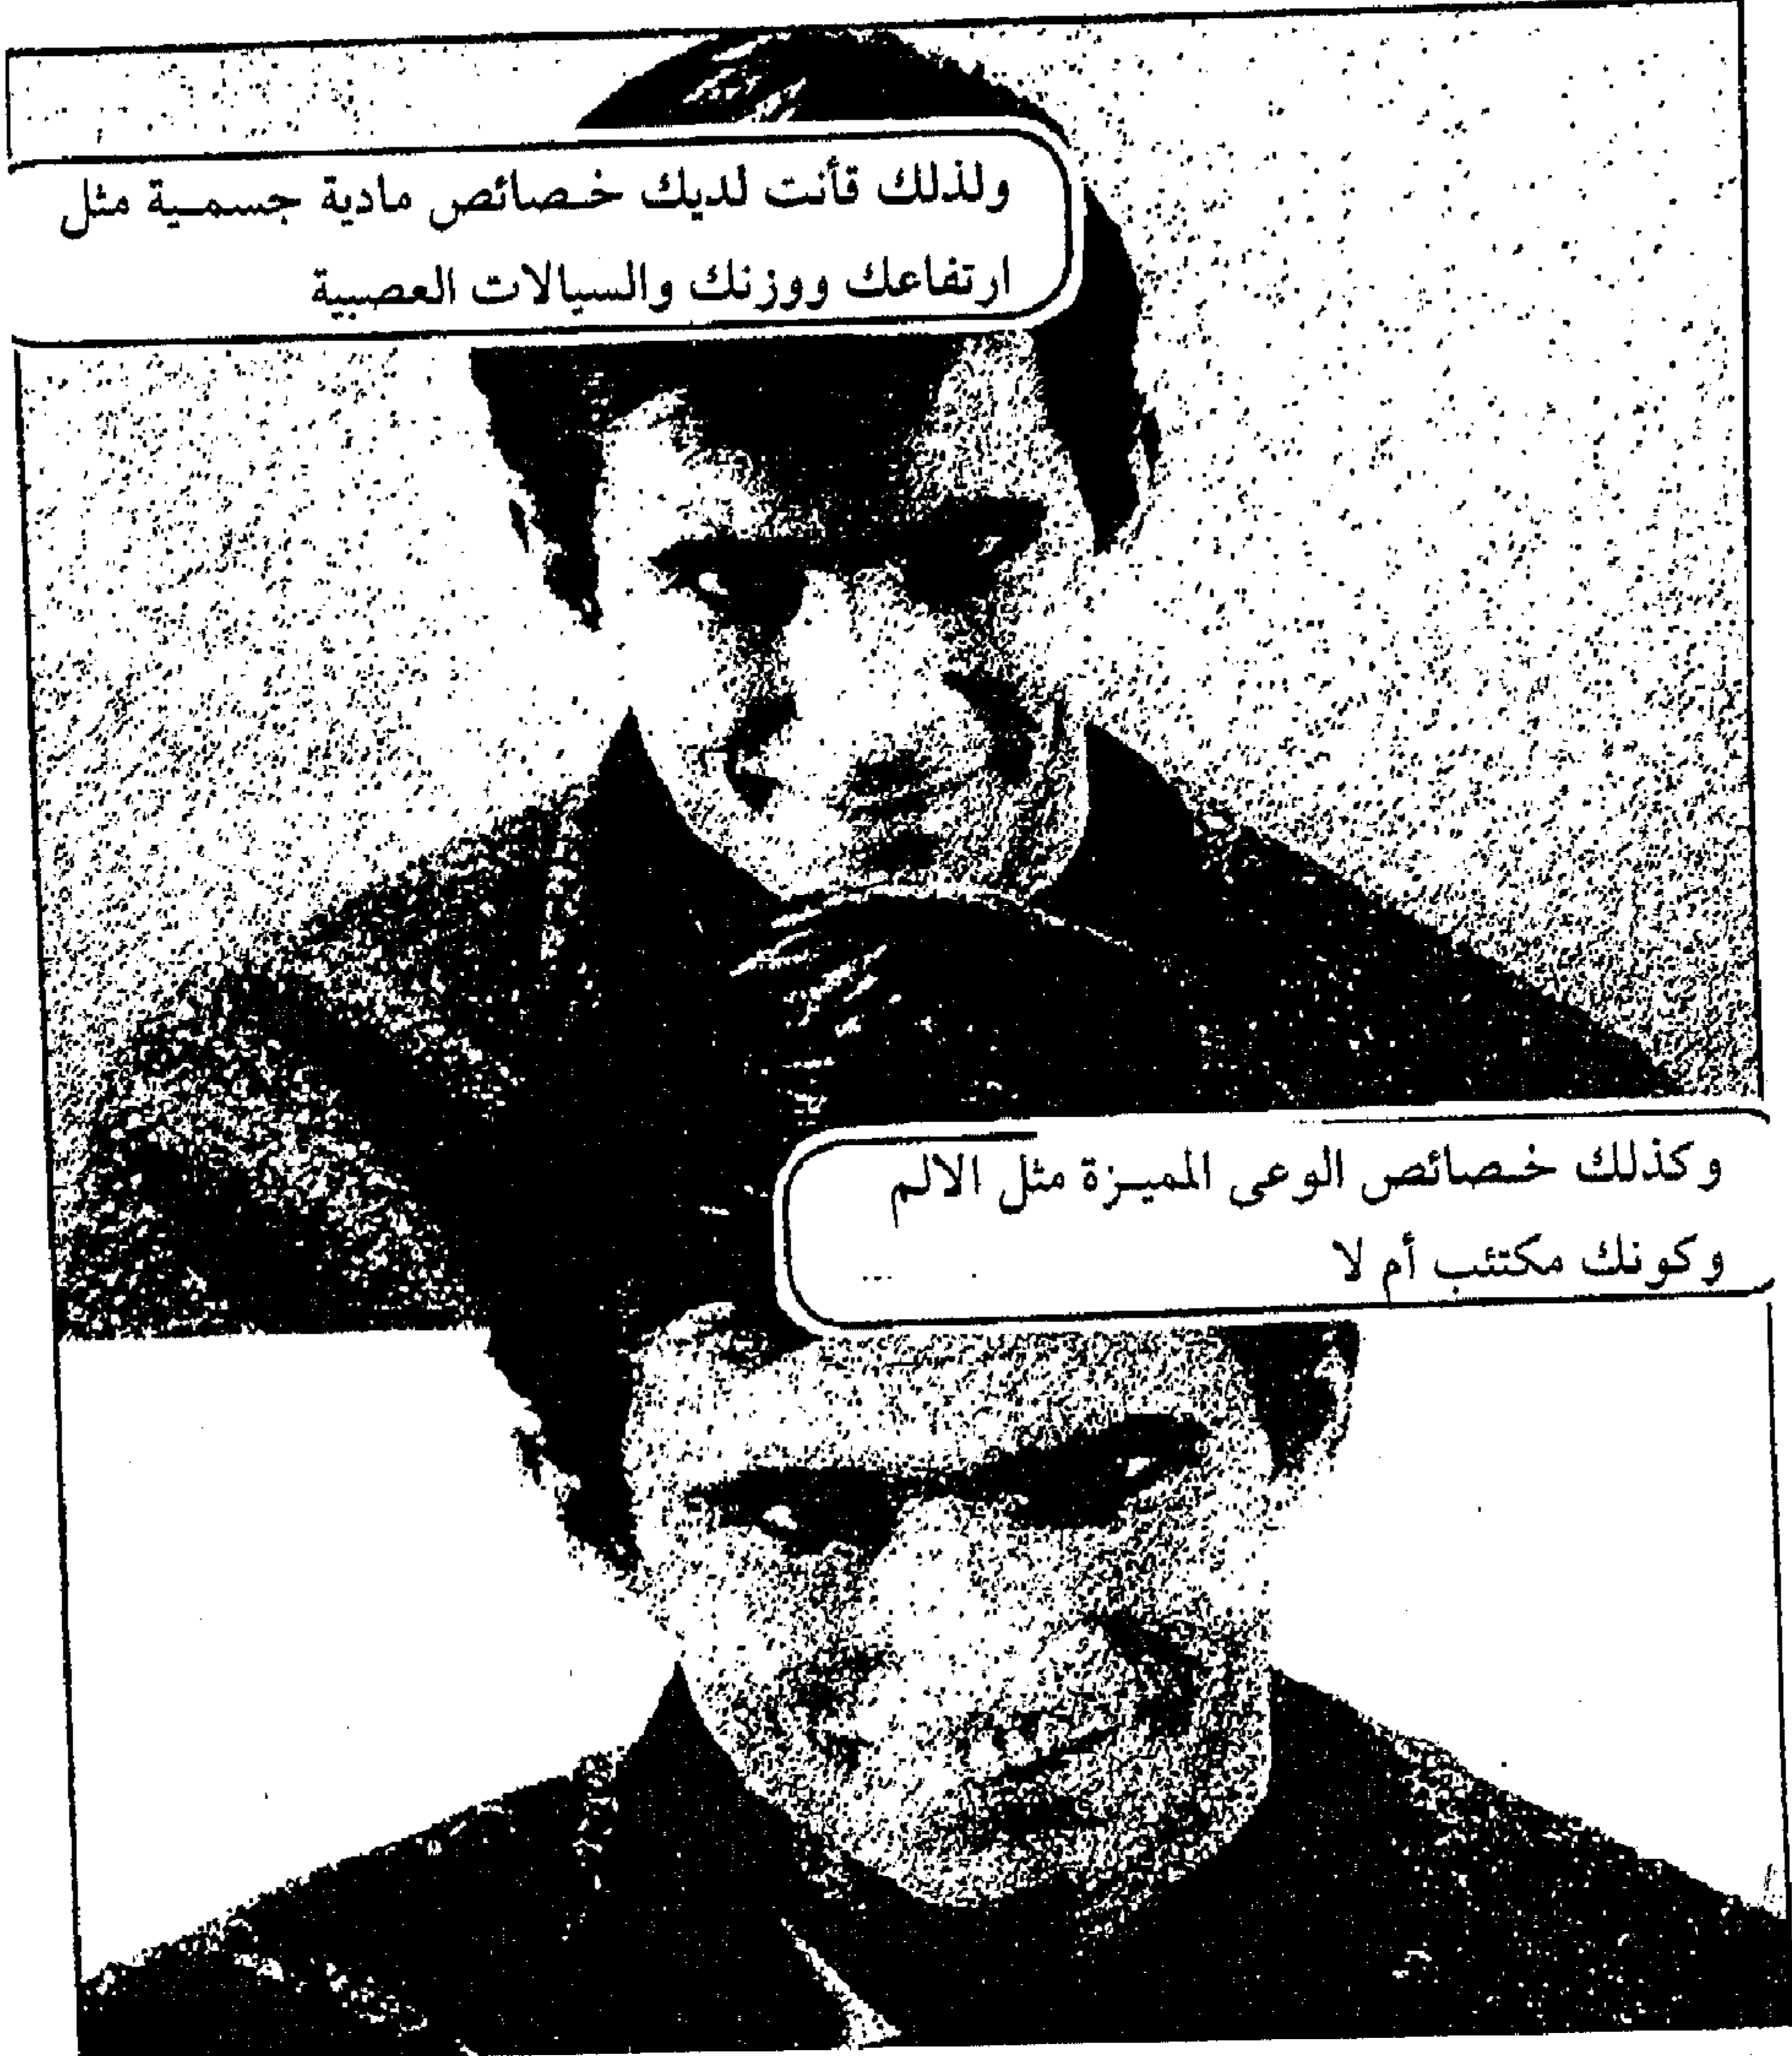 ولذلك قأنت لديك خصائص مادية جسمية مثل
ارتفاعك ووزنك والسيالات العصبية
وكذلك خصائص الوعى المميزة مثل الالم
وكونك مكتئب أم لا